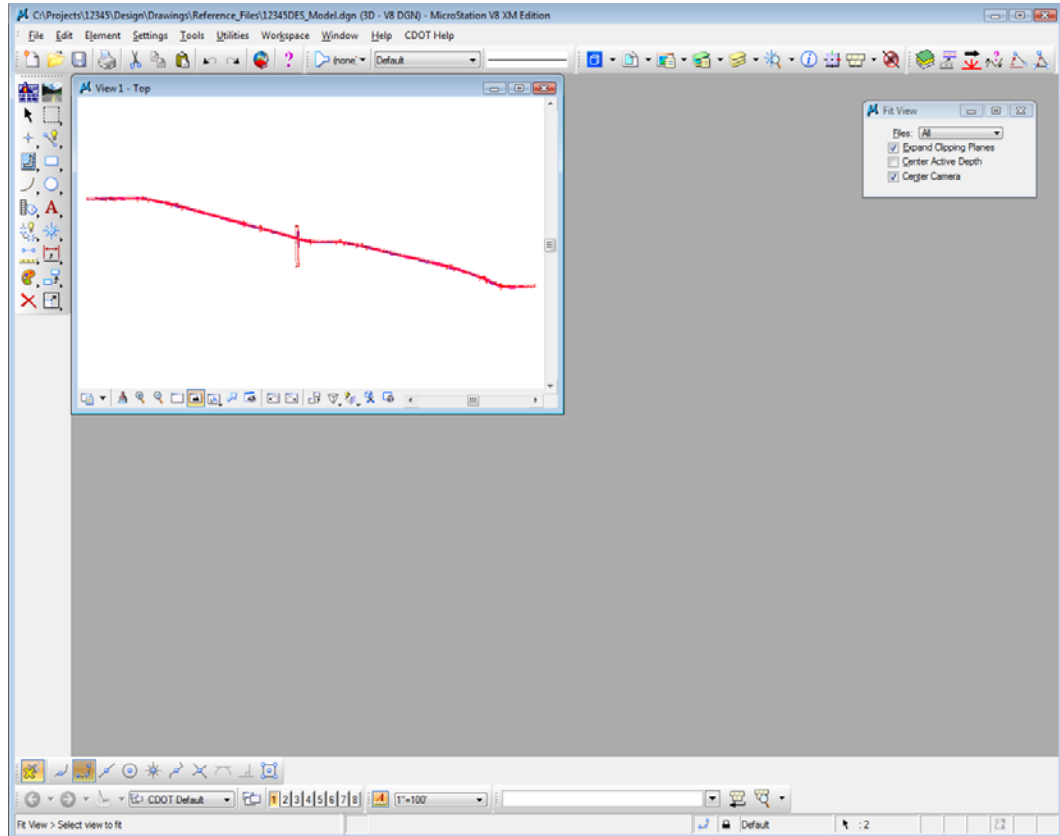 C:\Projects\12345\Design\Drawings\Reference_Files\12345DES_Model.dgn (3D - V8 DGN) - MicroStation V8 XM Edition
File Edit Element Settings Tools Utilities Workspace Window Help CDOT Help
(none) Default
View 1 - Top
Fit View
Files: All
Expand Clipping Planes
Center Active Depth
Center Camera
CDOT Default 1 2 3 4 5 6 7 8 1"=100'
Fit View > Select view to fit Default :2